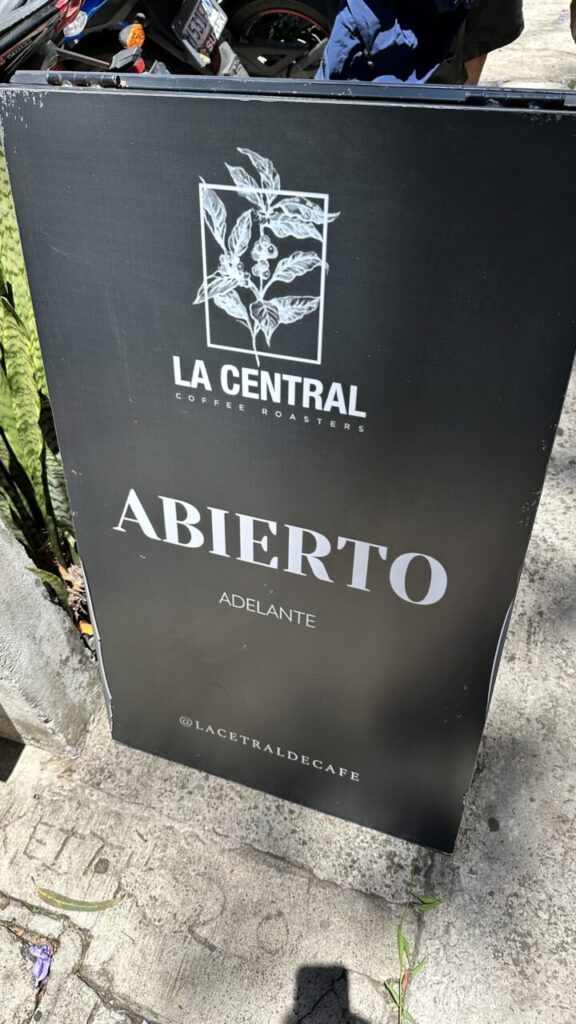 LA CENTRAL
COFFEE ROASTERS
ABIERTO
ADELANTE
@LACETRALDECAFE